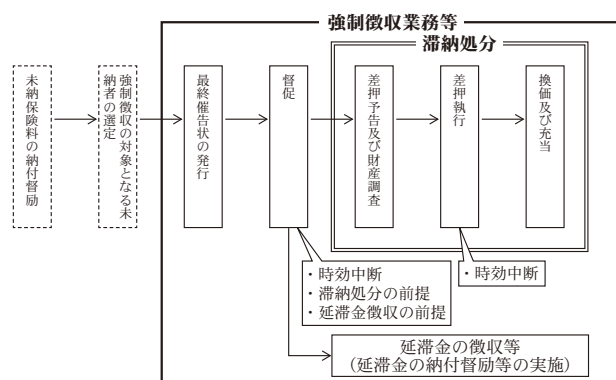 強制徴収業務等
滞納処分
未納保険料の納付督励
強制徴収の対象となる未
納者の選定
最終催告状の発行
督促
差押予告及び財産調査
差押執行
換価及び充当
・時効中断
・滞納処分の前提
・延滞金徴収の前提
・時効中断
延滞金の徴収等
（延滞金の納付督励等の実施）